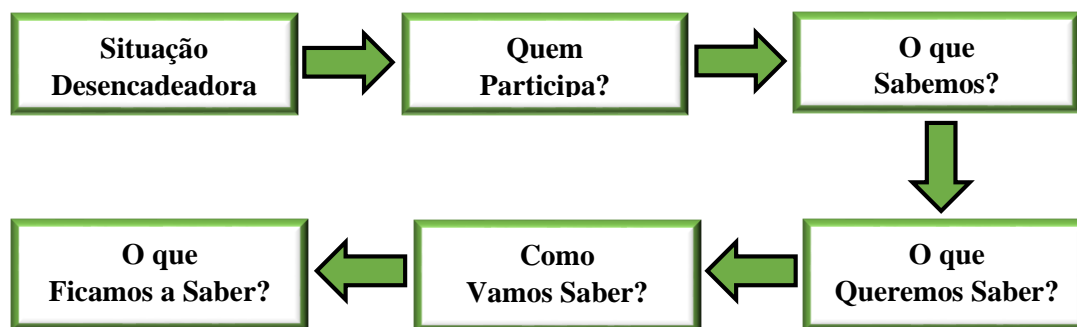 Situação
Desencadeadora
Quem
Participa?
O que
Sabemos?
O que
Queremos Saber?
Como
Vamos Saber?
O que
Ficamos a Saber?